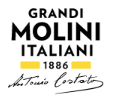 GRANDI
MOLINI
ITALIANI
1886
Antonio Costato